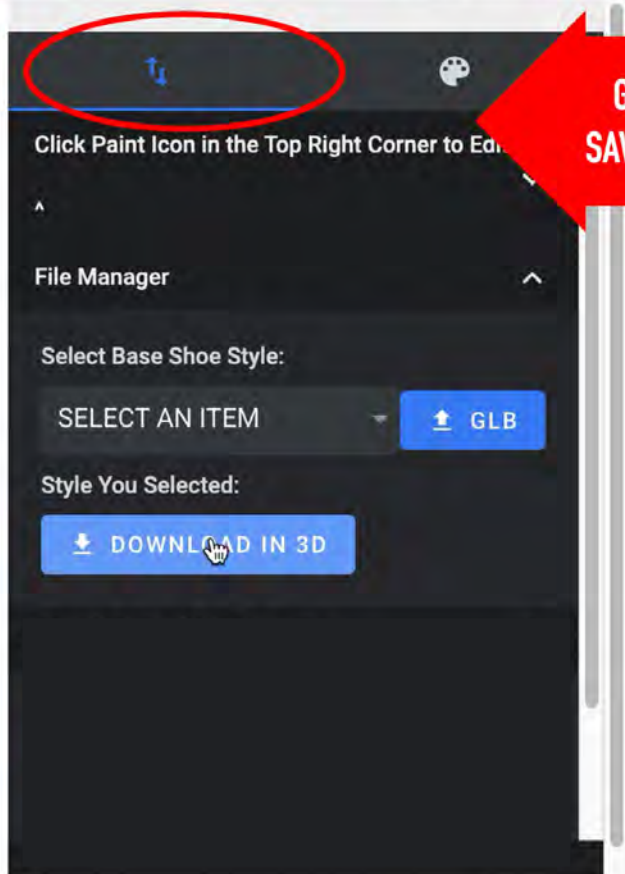 G
SAV
Click Paint Icon in the Top Right Corner to Ed
File Manager
Select Base Shoe Style:
SELECT AN ITEM
GLB
Style You Selected:
DOWNLOAD IN 3D